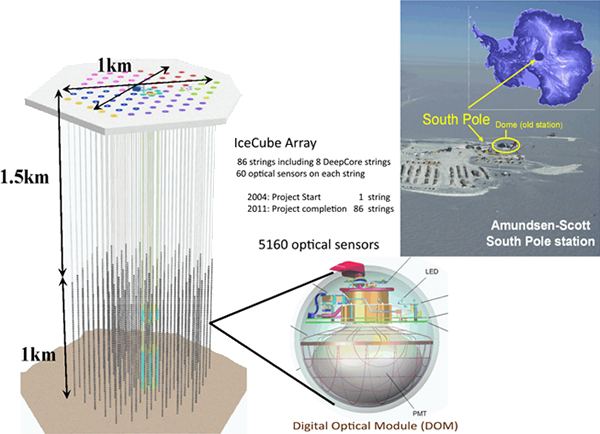 1km
1.5km
1km
IceCube Array
86 strings including 8 DeepCore strings
60 optical sensors on each string
2004: Project Start 1 string
2011: Project completion 86 strings
5160 optical sensors
LED
PMT
Digital Optical Module (DOM)
South Pole
Dome (old station)
Amundsen-Scott
South Pole station